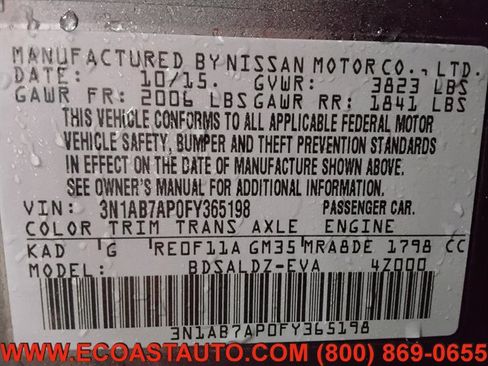 MANUFACTURED BY NISSAN MOTOR CO., LTD.
DATE: 10/15. GVWR: 3823 LBS
GAWR FR: 2006 LBS GAWR RR: 1841 LBS
THIS VEHICLE CONFORMS TO ALL APPLICABLE FEDERAL MOTOR
VEHICLE SAFETY, BUMPER AND THEFT PREVENTION STANDARDS
IN EFFECT ON THE DATE OF MANUFACTURE SHOWN ABOVE.
SEE OWNER'S MANUAL FOR ADDITIONAL INFORMATION.
VIN: 3N1AB7AP0FY365198 PASSENGER CAR.
COLOR TRIM TRANS AXLE ENGINE
KAD G RE0F11A GM35 MRA8DE 1798 CC
MODEL: BDSALDZ-EVA 4Z000
3N1AB7AP0FY365198
WWW.ECOASTAUTO.COM (800) 869-0655